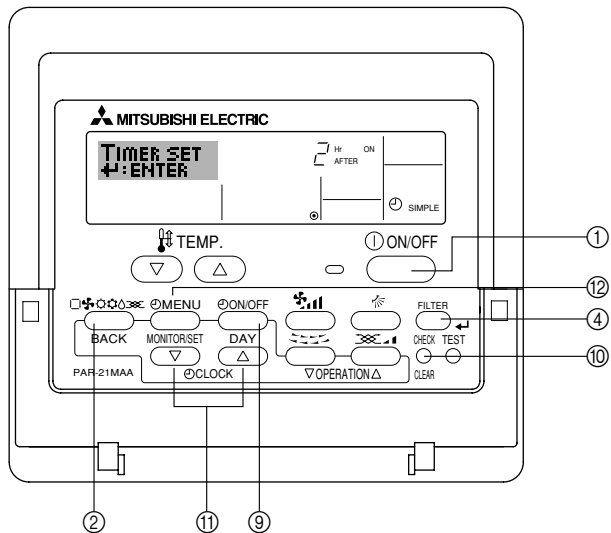 MITSUBISHI ELECTRIC
TIMER SET
↵:ENTER
2 Hr ON
AFTER
SIMPLE
TEMP.
ON/OFF
①
MENU
ON/OFF
⑫
FILTER
④
BACK
MONITOR/SET
DAY
CHECK TEST
⑩
PAR-21MAA
CLOCK
▽OPERATION△
CLEAR
② ⑪ ⑨